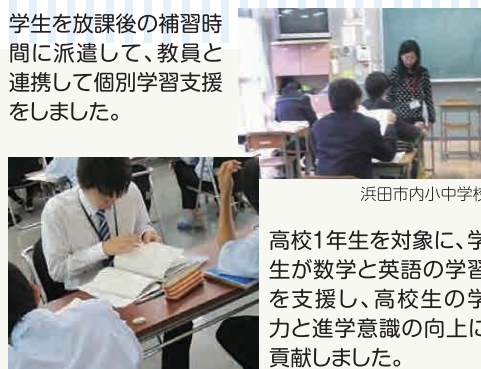 学生を放課後の補習時
間に派遣して、教員と
連携して個別学習支援
をしました。
浜田市内小中学校
高校1年生を対象に、学
生が数学と英語の学習
を支援し、高校生の学
力と進学意識の向上に
貢献しました。